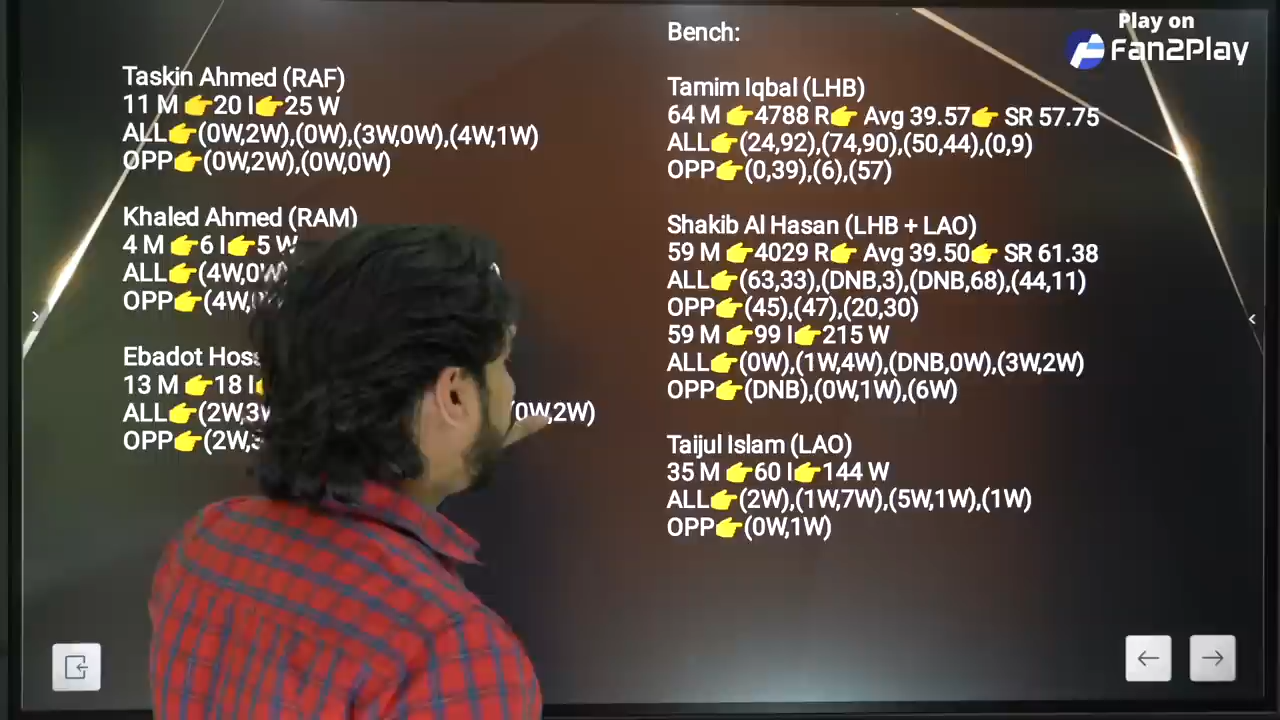 Play on
Fan2Play
Taskin Ahmed (RAF)
11 M 👉20 I👉25 W
ALL👉(0W,2W),(0W),(3W,0W),(4W,1W)
OPP👉(0W,2W),(0W,0W)
Khaled Ahmed (RAM)
4 M 👉6 I👉5 W
ALL👉(4W,0W)
OPP👉(4W,
Ebadot
13 M 👉18 I
ALL👉(2W, (0W,2W)
OPP👉(2W,
Bench:
Tamim Iqbal (LHB)
64 M 👉4788 R👉 Avg 39.57👉 SR 57.75
ALL👉(24,92),(74,90),(50,44),(0,9)
OPP👉(0,39),(6),(57)
Shakib Al Hasan (LHB + LAO)
59 M 👉4029 R👉 Avg 39.50👉 SR 61.38
ALL👉(63,33),(DNB,3),(DNB,68),(44,11)
OPP👉(45),(47),(20,30)
59 M 👉99 I👉215 W
ALL👉(0W),(1W,4W),(DNB,0W),(3W,2W)
OPP👉(DNB),(0W,1W),(6W)
Taijul Islam (LAO)
35 M 👉60 I👉144 W
ALL👉(2W),(1W,7W),(5W,1W),(1W)
OPP👉(0W,1W)